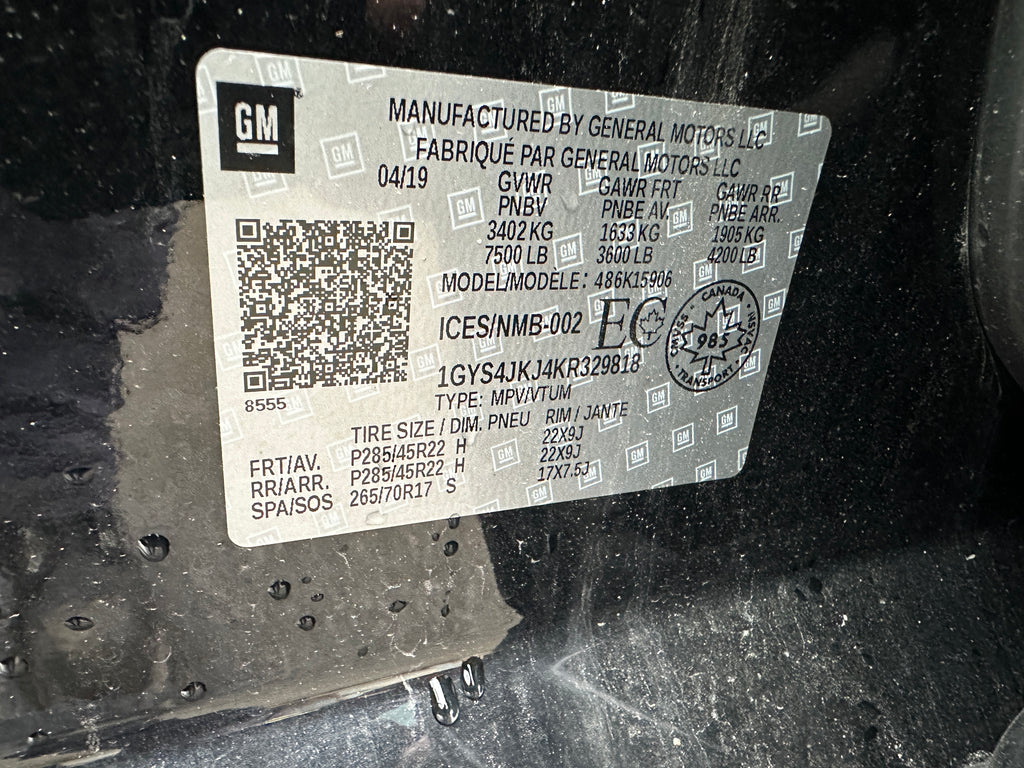 GM
MANUFACTURED BY GENERAL MOTORS LLC
FABRIQUÉ PAR GENERAL MOTORS LLC
04/19 GVWR GAWR FRT GAWR RR
PNBV PNBE AV. PNBE ARR.
3402 KG 1633 KG 1905 KG
7500 LB 3600 LB 4200 LB
MODEL/MODÈLE: 486K15906
ICES/NMB-002 EC
CANADA
985
TRANSPORT
1GYS4JKJ4KR329818
TYPE: MPV/VTUM
8555
TIRE SIZE / DIM. PNEU RIM / JANTE
FRT/AV. P285/45R22 H 22X9J
RR/ARR. P285/45R22 H 22X9J
SPA/SOS 265/70R17 S 17X7.5J